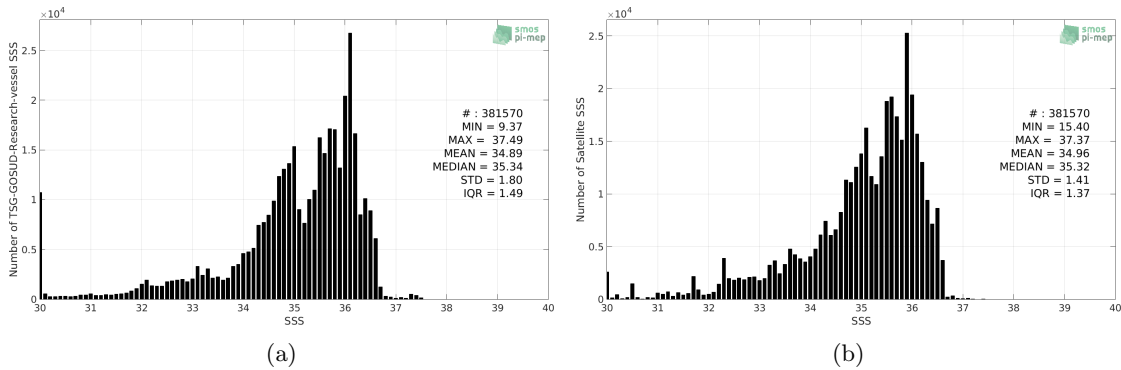 ×10⁴
2.5
2
1.5
1
0.5
0
30 31 32 33 34 35 36 37 38 39 40
SSS
Number of TSG-GOSUD-Research-vessel SSS
smos
pi-mep
# : 381570
MIN = 9.37
MAX = 37.49
MEAN = 34.89
MEDIAN = 35.34
STD = 1.80
IQR = 1.49
(a)
×10⁴
2.5
2
1.5
1
0.5
0
30 31 32 33 34 35 36 37 38 39 40
SSS
Number of Satellite SSS
smos
pi-mep
# : 381570
MIN = 15.40
MAX = 37.37
MEAN = 34.96
MEDIAN = 35.32
STD = 1.41
IQR = 1.37
(b)